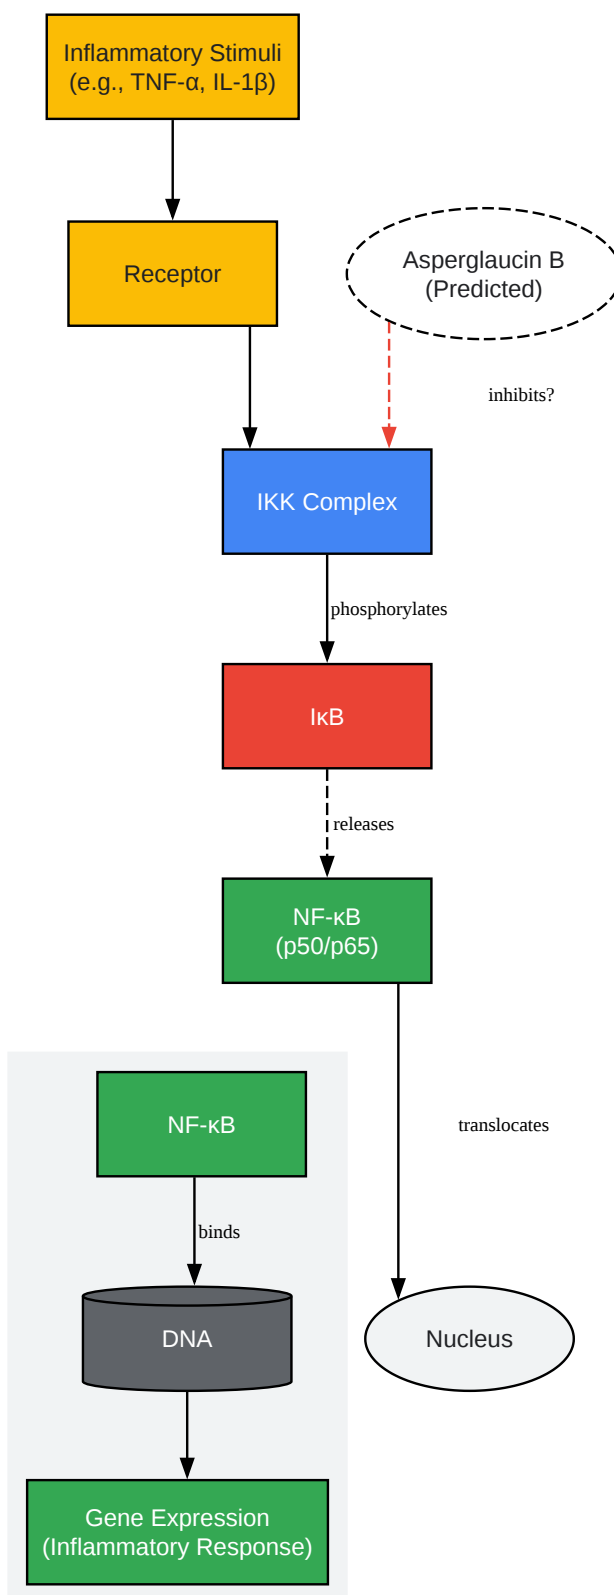 Inflammatory Stimuli
(e.g., TNF-α, IL-1β)
Receptor
Asperglaucin B
(Predicted)
inhibits?
IKK Complex
phosphorylates
IκB
releases
NF-κB
(p50/p65)
NF-κB
translocates
binds
DNA
Nucleus
Gene Expression
(Inflammatory Response)